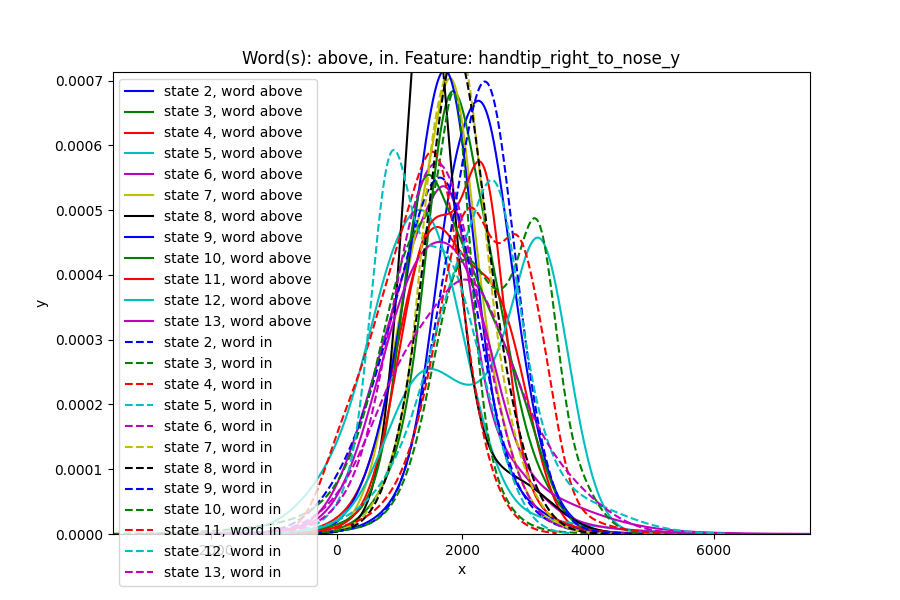 Word(s): above, in. Feature: handtip_right_to_nose_y
0.0007
0.0006
0.0005
0.0004
0.0003
0.0002
0.0001
0.0000
y
state 2, word above
state 3, word above
state 4, word above
state 5, word above
state 6, word above
state 7, word above
state 8, word above
state 9, word above
state 10, word above
state 11, word above
state 12, word above
state 13, word above
state 2, word in
state 3, word in
state 4, word in
state 5, word in
state 6, word in
state 7, word in
state 8, word in
state 9, word in
state 10, word in
state 11, word in
state 12, word in
state 13, word in
0 2000 4000 6000
x